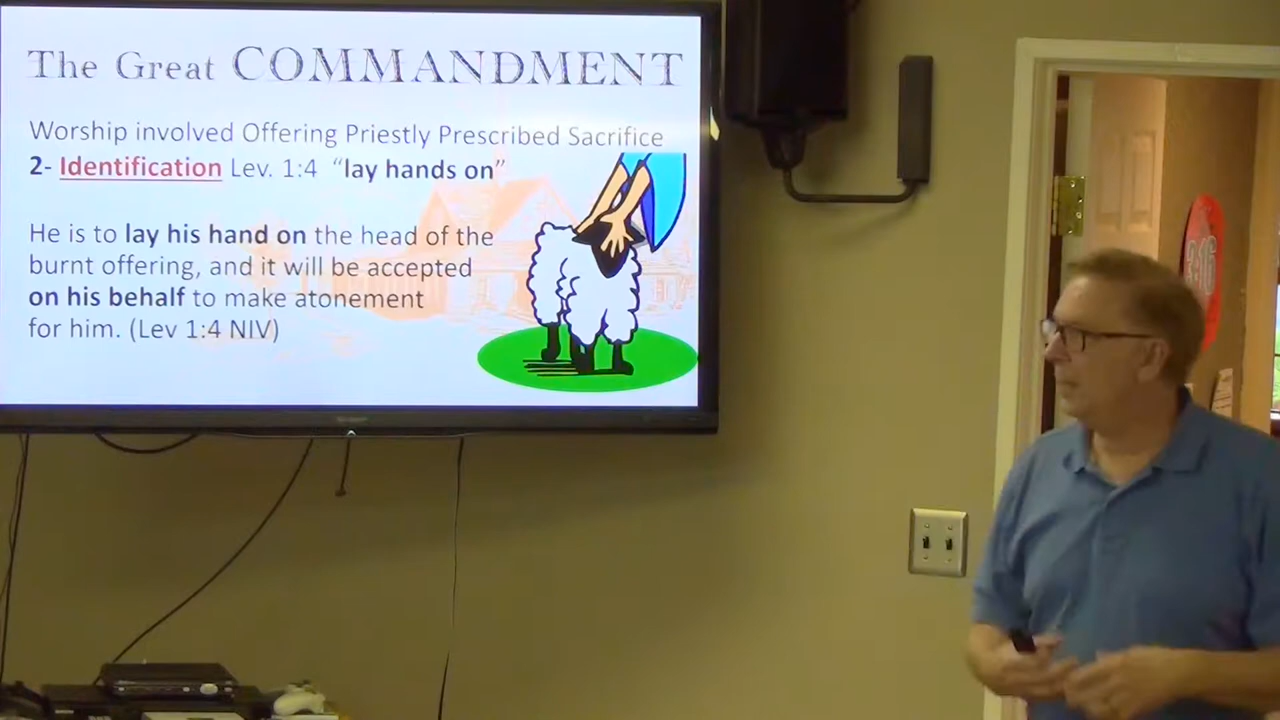 The Great COMMANDMENT
Worship involved Offering Priestly Prescribed Sacrifice
2- Identification Lev. 1:4 “lay hands on”
He is to lay his hand on the head of the
burnt offering, and it will be accepted
on his behalf to make atonement
for him. (Lev 1:4 NIV)
3:16